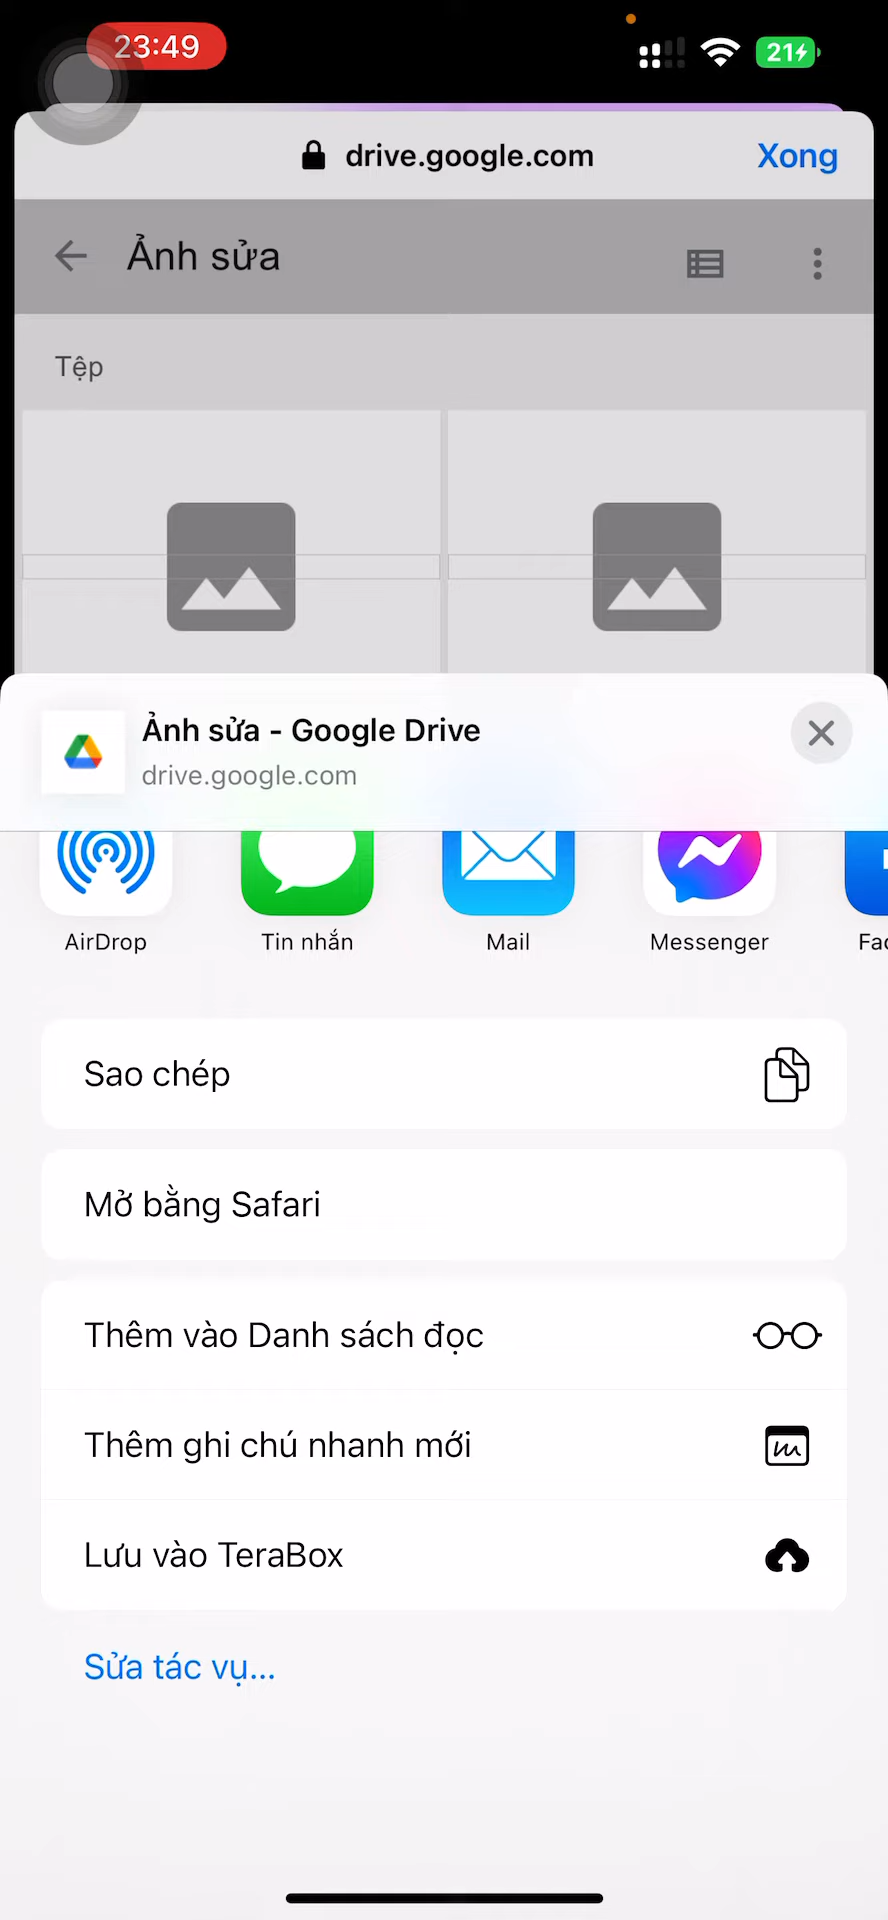 23:49
21
drive.google.com
Xong
Ảnh sửa
Tệp
Ảnh sửa - Google Drive
drive.google.com
AirDrop
Tin nhắn
Mail
Messenger
Fac
Sao chép
Mở bằng Safari
Thêm vào Danh sách đọc
Thêm ghi chú nhanh mới
Lưu vào TeraBox
Sửa tác vụ...